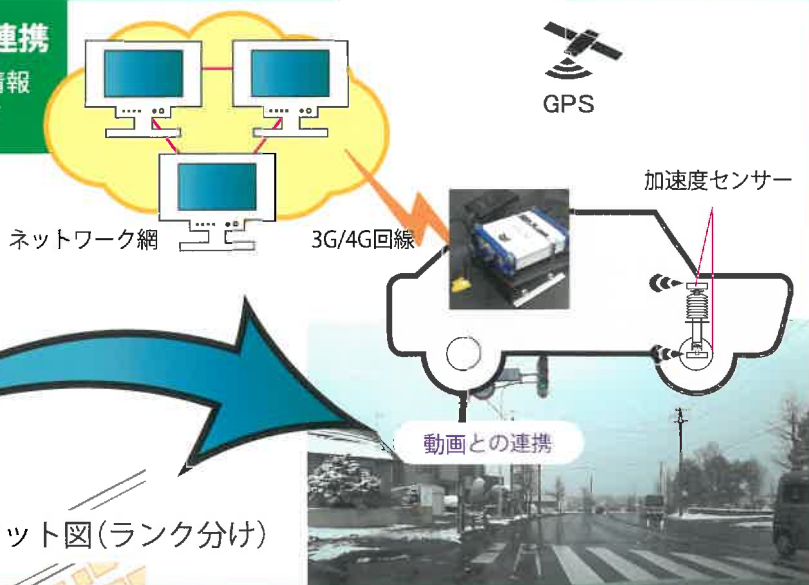 連携
情報
GPS
加速度センサー
ネットワーク網
3G/4G回線
動画との連携
ット図(ランク分け)